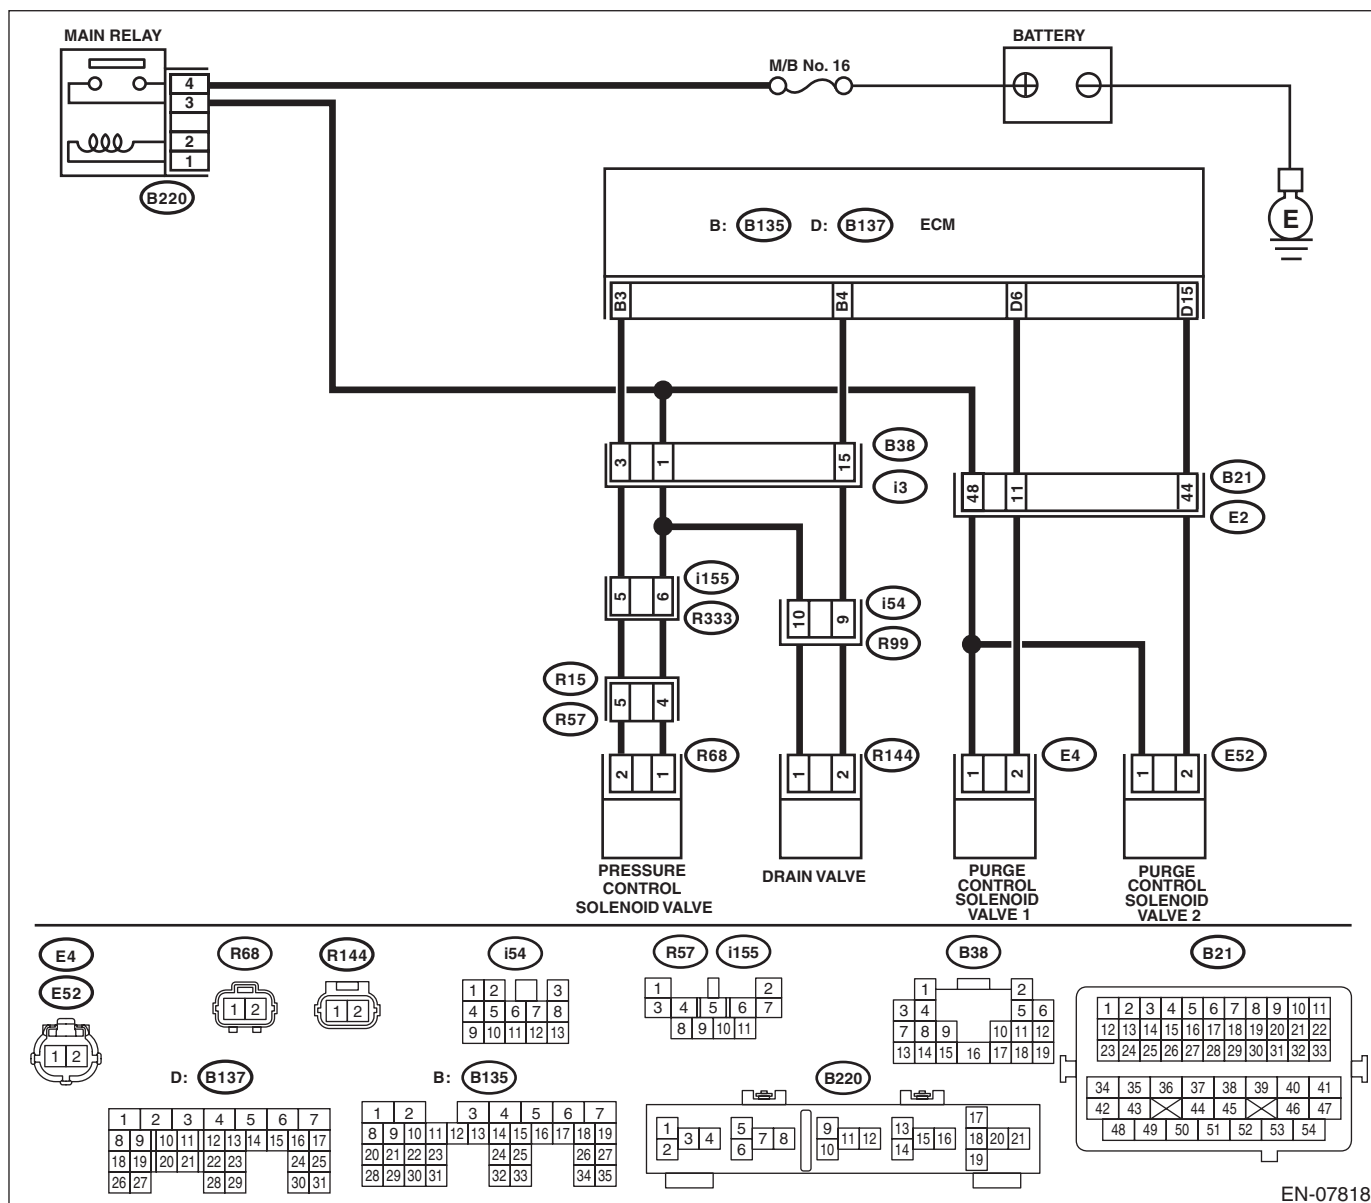 MAIN RELAY
BATTERY
M/B No. 16
4
3
2
1
B220
E
B: B135 D: B137 ECM
B3 B4 D6 D15
3 1 15
B38
i3
48 11 44
B21
E2
5 6
i155
R333
10 9
i54
R99
R15
R57
5 4
2 1
R68
1 2
R144
1 2
E4
1 2
E52
PRESSURE
CONTROL
SOLENOID VALVE
DRAIN VALVE
PURGE
CONTROL
SOLENOID
VALVE 1
PURGE
CONTROL
SOLENOID
VALVE 2
E4
E52
1 2
R68
1 2
R144
1 2
i54
1 2 3
4 5 6 7 8
9 10 11 12 13
R57 i155
1 2
3 4 5 6 7
8 9 10 11
B38
1 2
3 4 5 6
7 8 9 10 11 12
13 14 15 16 17 18 19
B21
1 2 3 4 5 6 7 8 9 10 11
12 13 14 15 16 17 18 19 20 21 22
23 24 25 26 27 28 29 30 31 32 33
34 35 36 37 38 39 40 41
42 43 44 45 46 47
48 49 50 51 52 53 54
D: B137
1 2 3 4 5 6 7
8 9 10 11 12 13 14 15 16 17
18 19 20 21 22 23 24 25
26 27 28 29 30 31
B: B135
1 2 3 4 5 6 7
8 9 10 11 12 13 14 15 16 17 18 19
20 21 22 23 24 25 26 27
28 29 30 31 32 33 34 35
B220
1 2 3 4
5 6 7 8
9 10 11 12
13 14 15 16
17 18 19 20 21
EN-07818